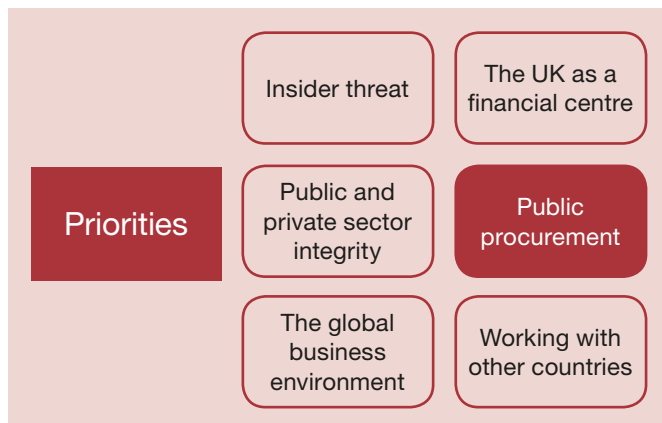 Priorities
Insider threat
The UK as a
financial centre
Public and
private sector
integrity
Public
procurement
The global
business
environment
Working with
other countries